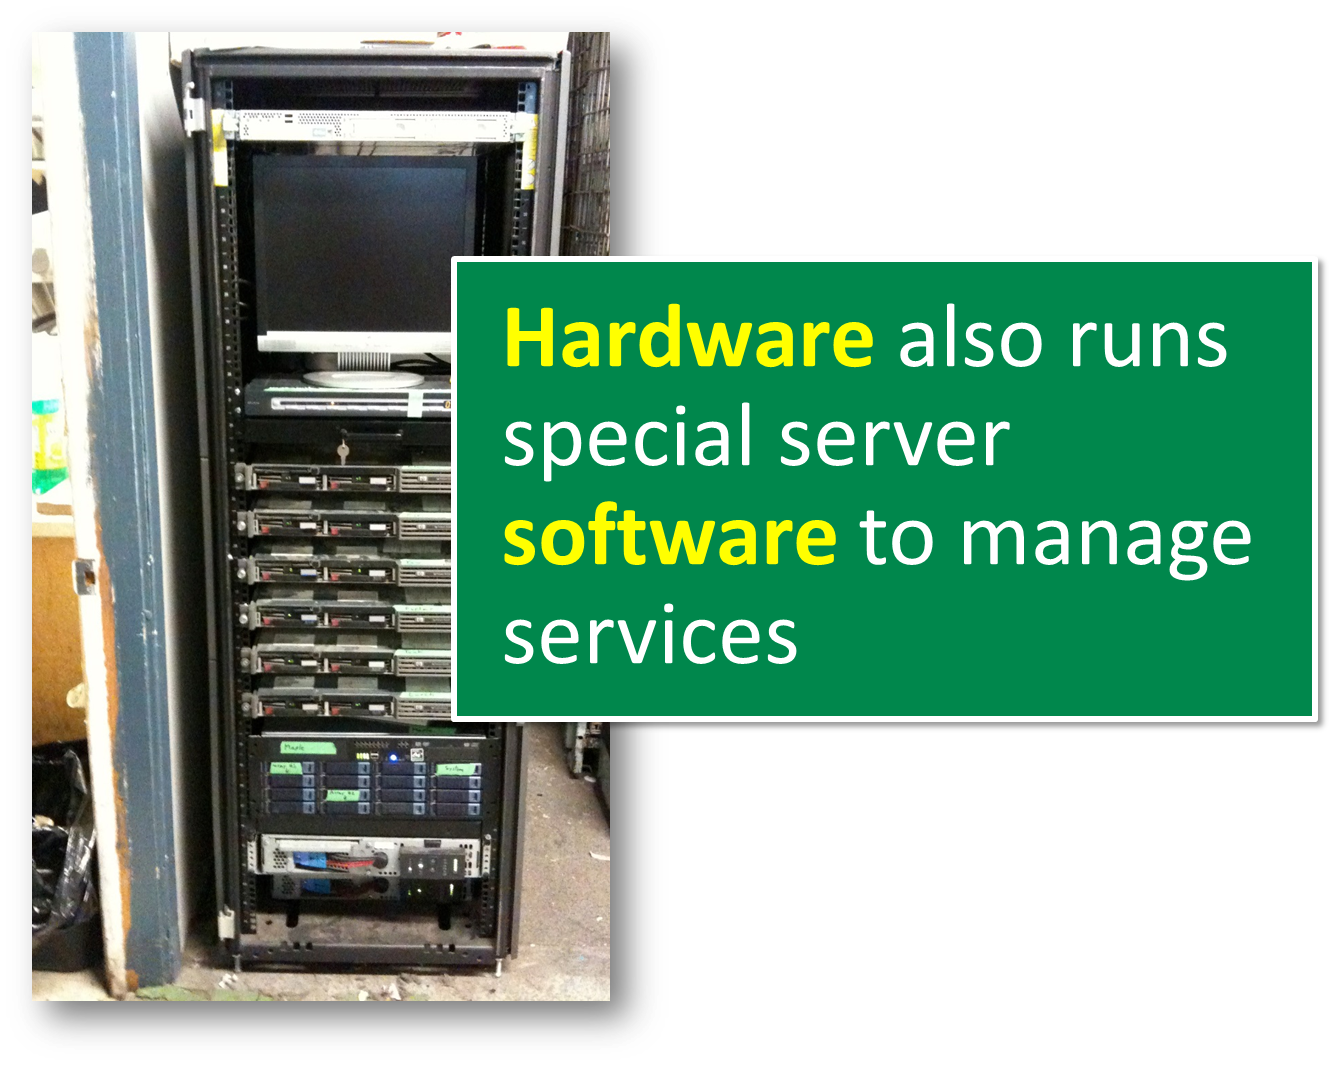 Hardware also runs
special server
software to manage
services